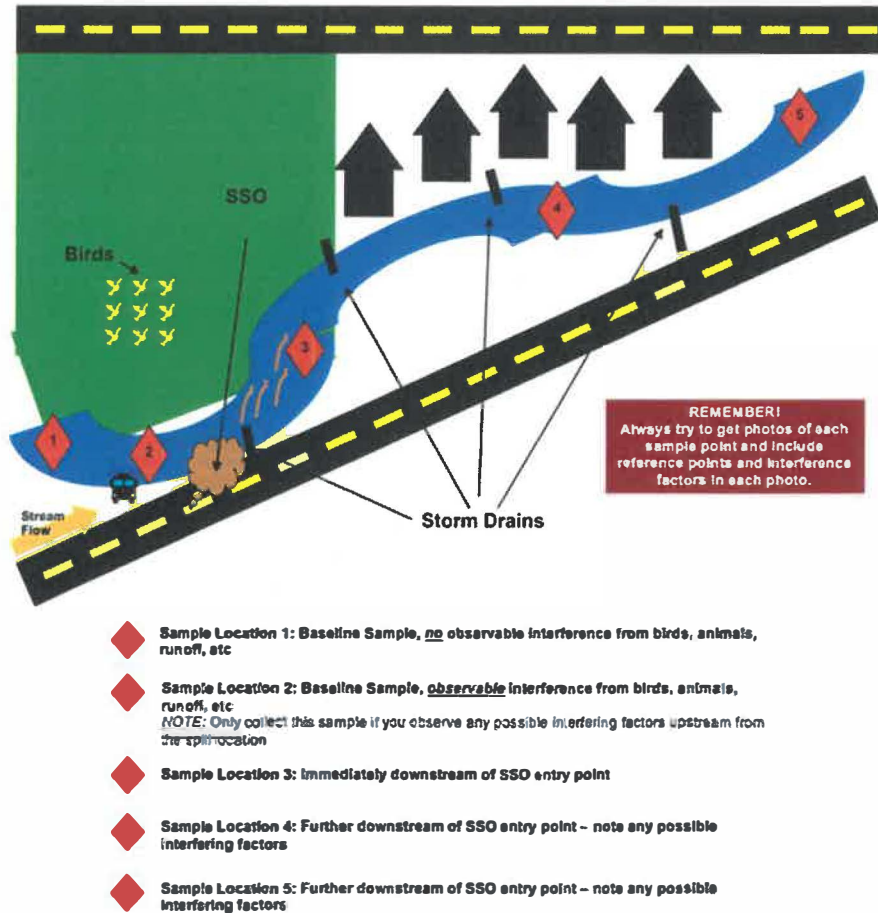 SSO
Birds
1
2
3
4
5
Stream
Flow
Storm Drains
REMEMBER!
Always try to get photos of each
sample point and include
reference points and interference
factors in each photo.
Sample Location 1: Baseline Sample, no observable interference from birds, animals,
runoff, etc
Sample Location 2: Baseline Sample, observable interference from birds, animals,
runoff, etc
NOTE: Only collect this sample if you observe any possible interfering factors upstream from
the spill location
Sample Location 3: Immediately downstream of SSO entry point
Sample Location 4: Further downstream of SSO entry point – note any possible
interfering factors
Sample Location 5: Further downstream of SSO entry point – note any possible
interfering factors